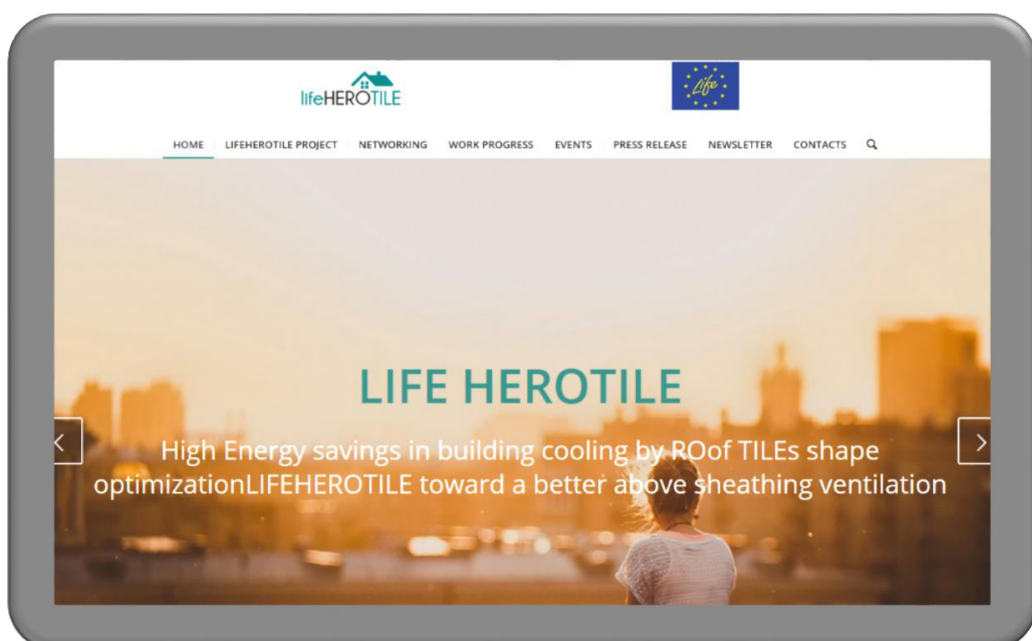 lifeHEROTILE
Life
HOME LIFEHEROTILE PROJECT NETWORKING WORK PROGRESS EVENTS PRESS RELEASE NEWSLETTER CONTACTS
LIFE HEROTILE
High Energy savings in building cooling by ROof TILEs shape
optimizationLIFEHEROTILE toward a better above sheathing ventilation